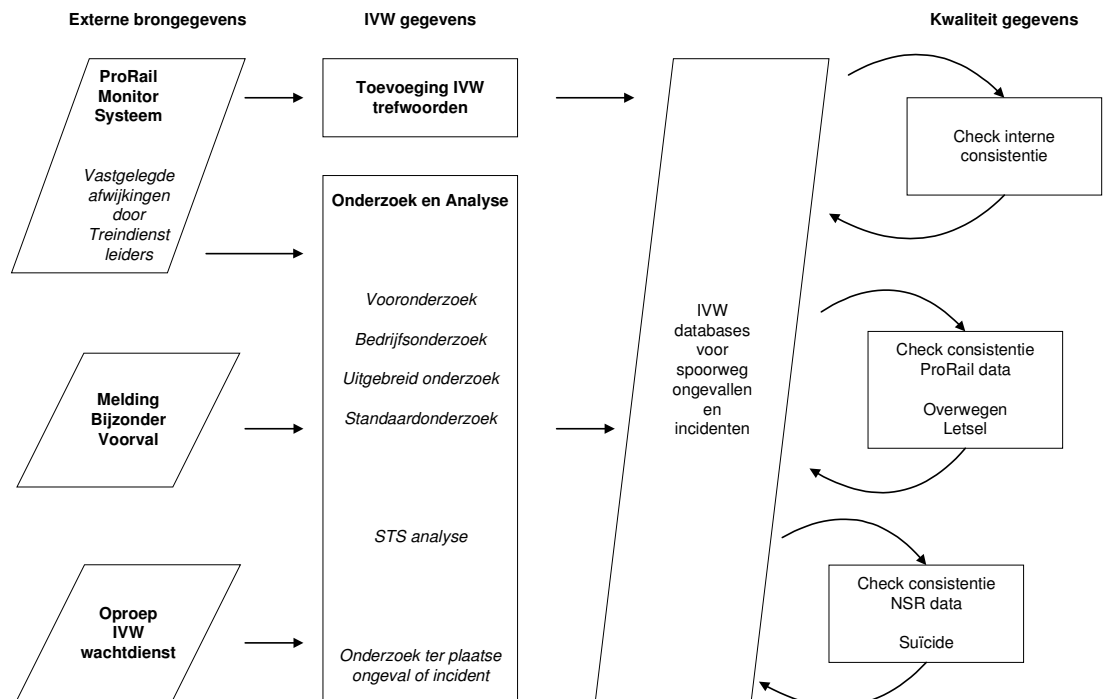 Externe brongegevens
IVW gegevens
Kwaliteit gegevens
ProRail
Monitor
Systeem
Vastgelegde
afwijkingen
door
Treindienst
leiders
Melding
Bijzonder
Voorval
Oproep
IVW
wachtdienst
Toevoeging IVW
trefwoorden
Onderzoek en Analyse
Vooronderzoek
Bedrijfsonderzoek
Uitgebreid onderzoek
Standaardonderzoek
STS analyse
Onderzoek ter plaatse
ongeval of incident
IVW
databases
voor
spoorweg
ongevallen
en
incidenten
Check interne
consistentie
Check consistentie
ProRail data
Overwegen
Letsel
Check consistentie
NSR data
Suïcide